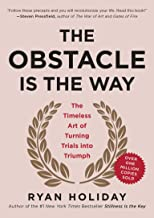 "Follow these precepts and you will revolutionize your life. Read this book!"
—Steven Pressfield, author of The War of Art and Gates of Fire
THE
OBSTACLE
IS THE WAY
The
Timeless
Art of
Turning
Trials into
Triumph
OVER
ONE
MILLION
COPIES
SOLD
RYAN HOLIDAY
Author of the #1 New York Times Bestseller Stillness Is the Key